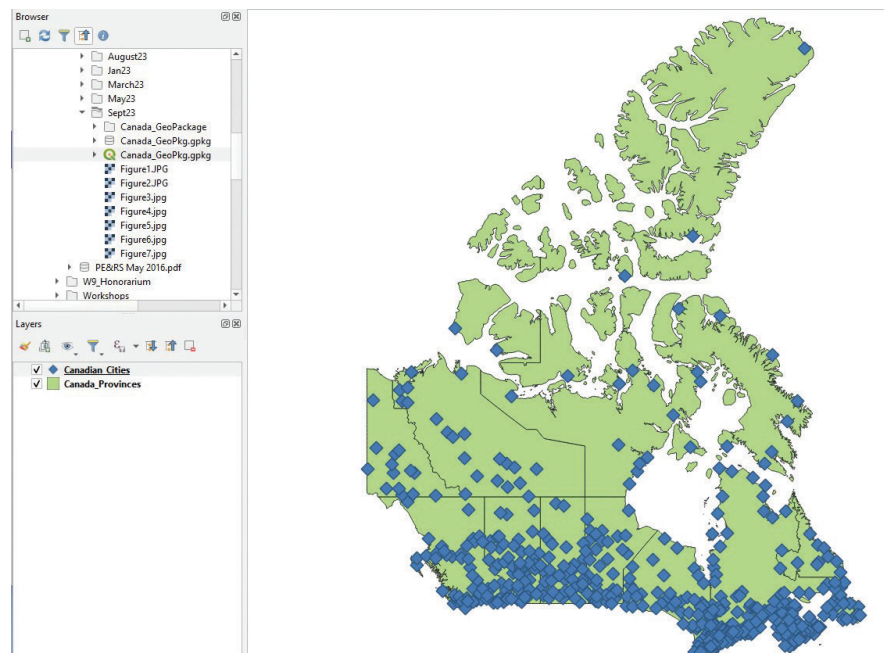 Browser
August23
Jan23
March23
May23
Sept23
Canada_GeoPackage
Canada_GeoPkg.gpkg
Canada_GeoPkg.gpkg
Figure1.JPG
Figure2.JPG
Figure3.jpg
Figure4.jpg
Figure5.jpg
Figure6.jpg
Figure7.jpg
PE&RS May 2016.pdf
W9_Honorarium
Workshops
Layers
Canadian_Cities
Canada_Provinces